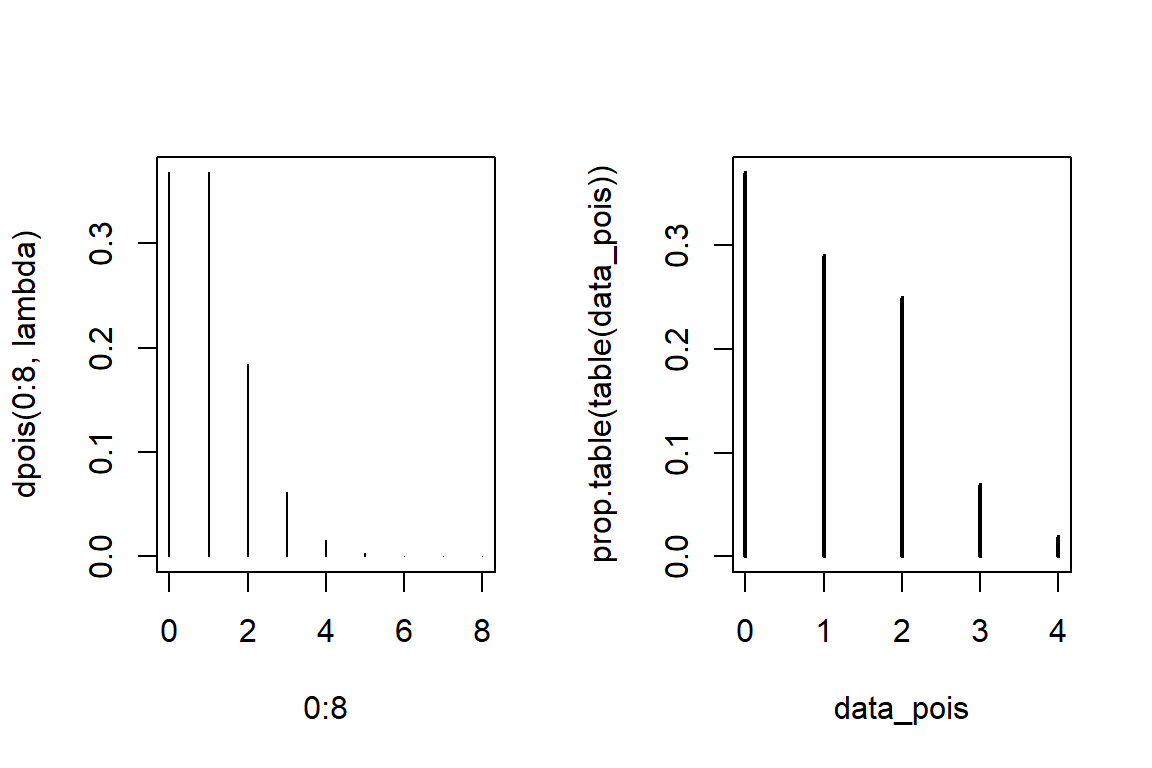 dpois(0:8, lambda)
0.0 0.1 0.2 0.3
0 2 4 6 8
0:8
prop.table(table(data_pois))
0.0 0.1 0.2 0.3
0 1 2 3 4
data_pois